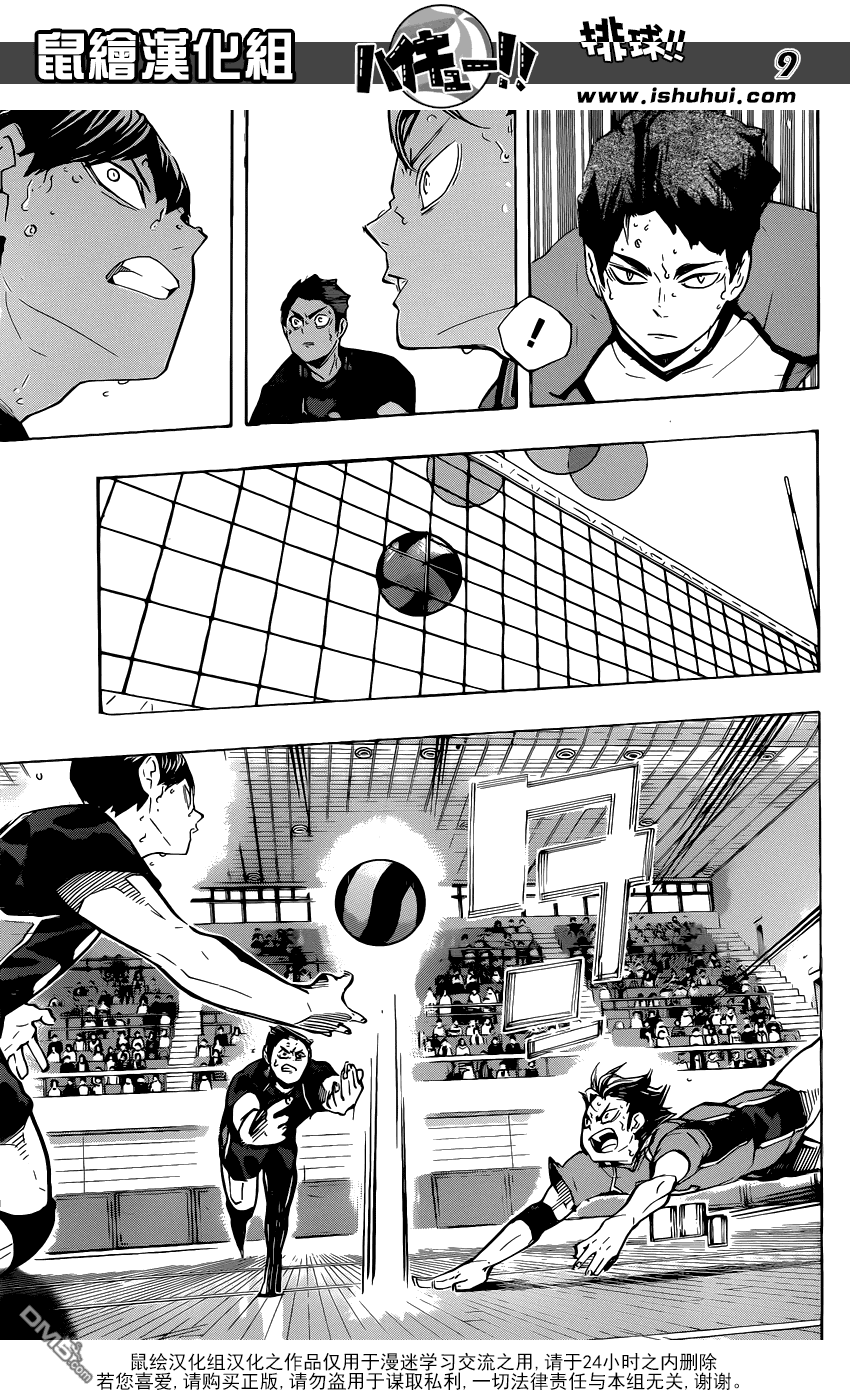 鼠繪漢化组
ハイキュー!!
排球!!
9
www.ishuhui.com
!
鼠绘汉化组汉化之作品仅用于漫迷学习交流之用,请于24小时之内删除
若您喜爱,请购买正版,请勿盗用于谋取私利,一切法律责任与本组无关,谢谢。